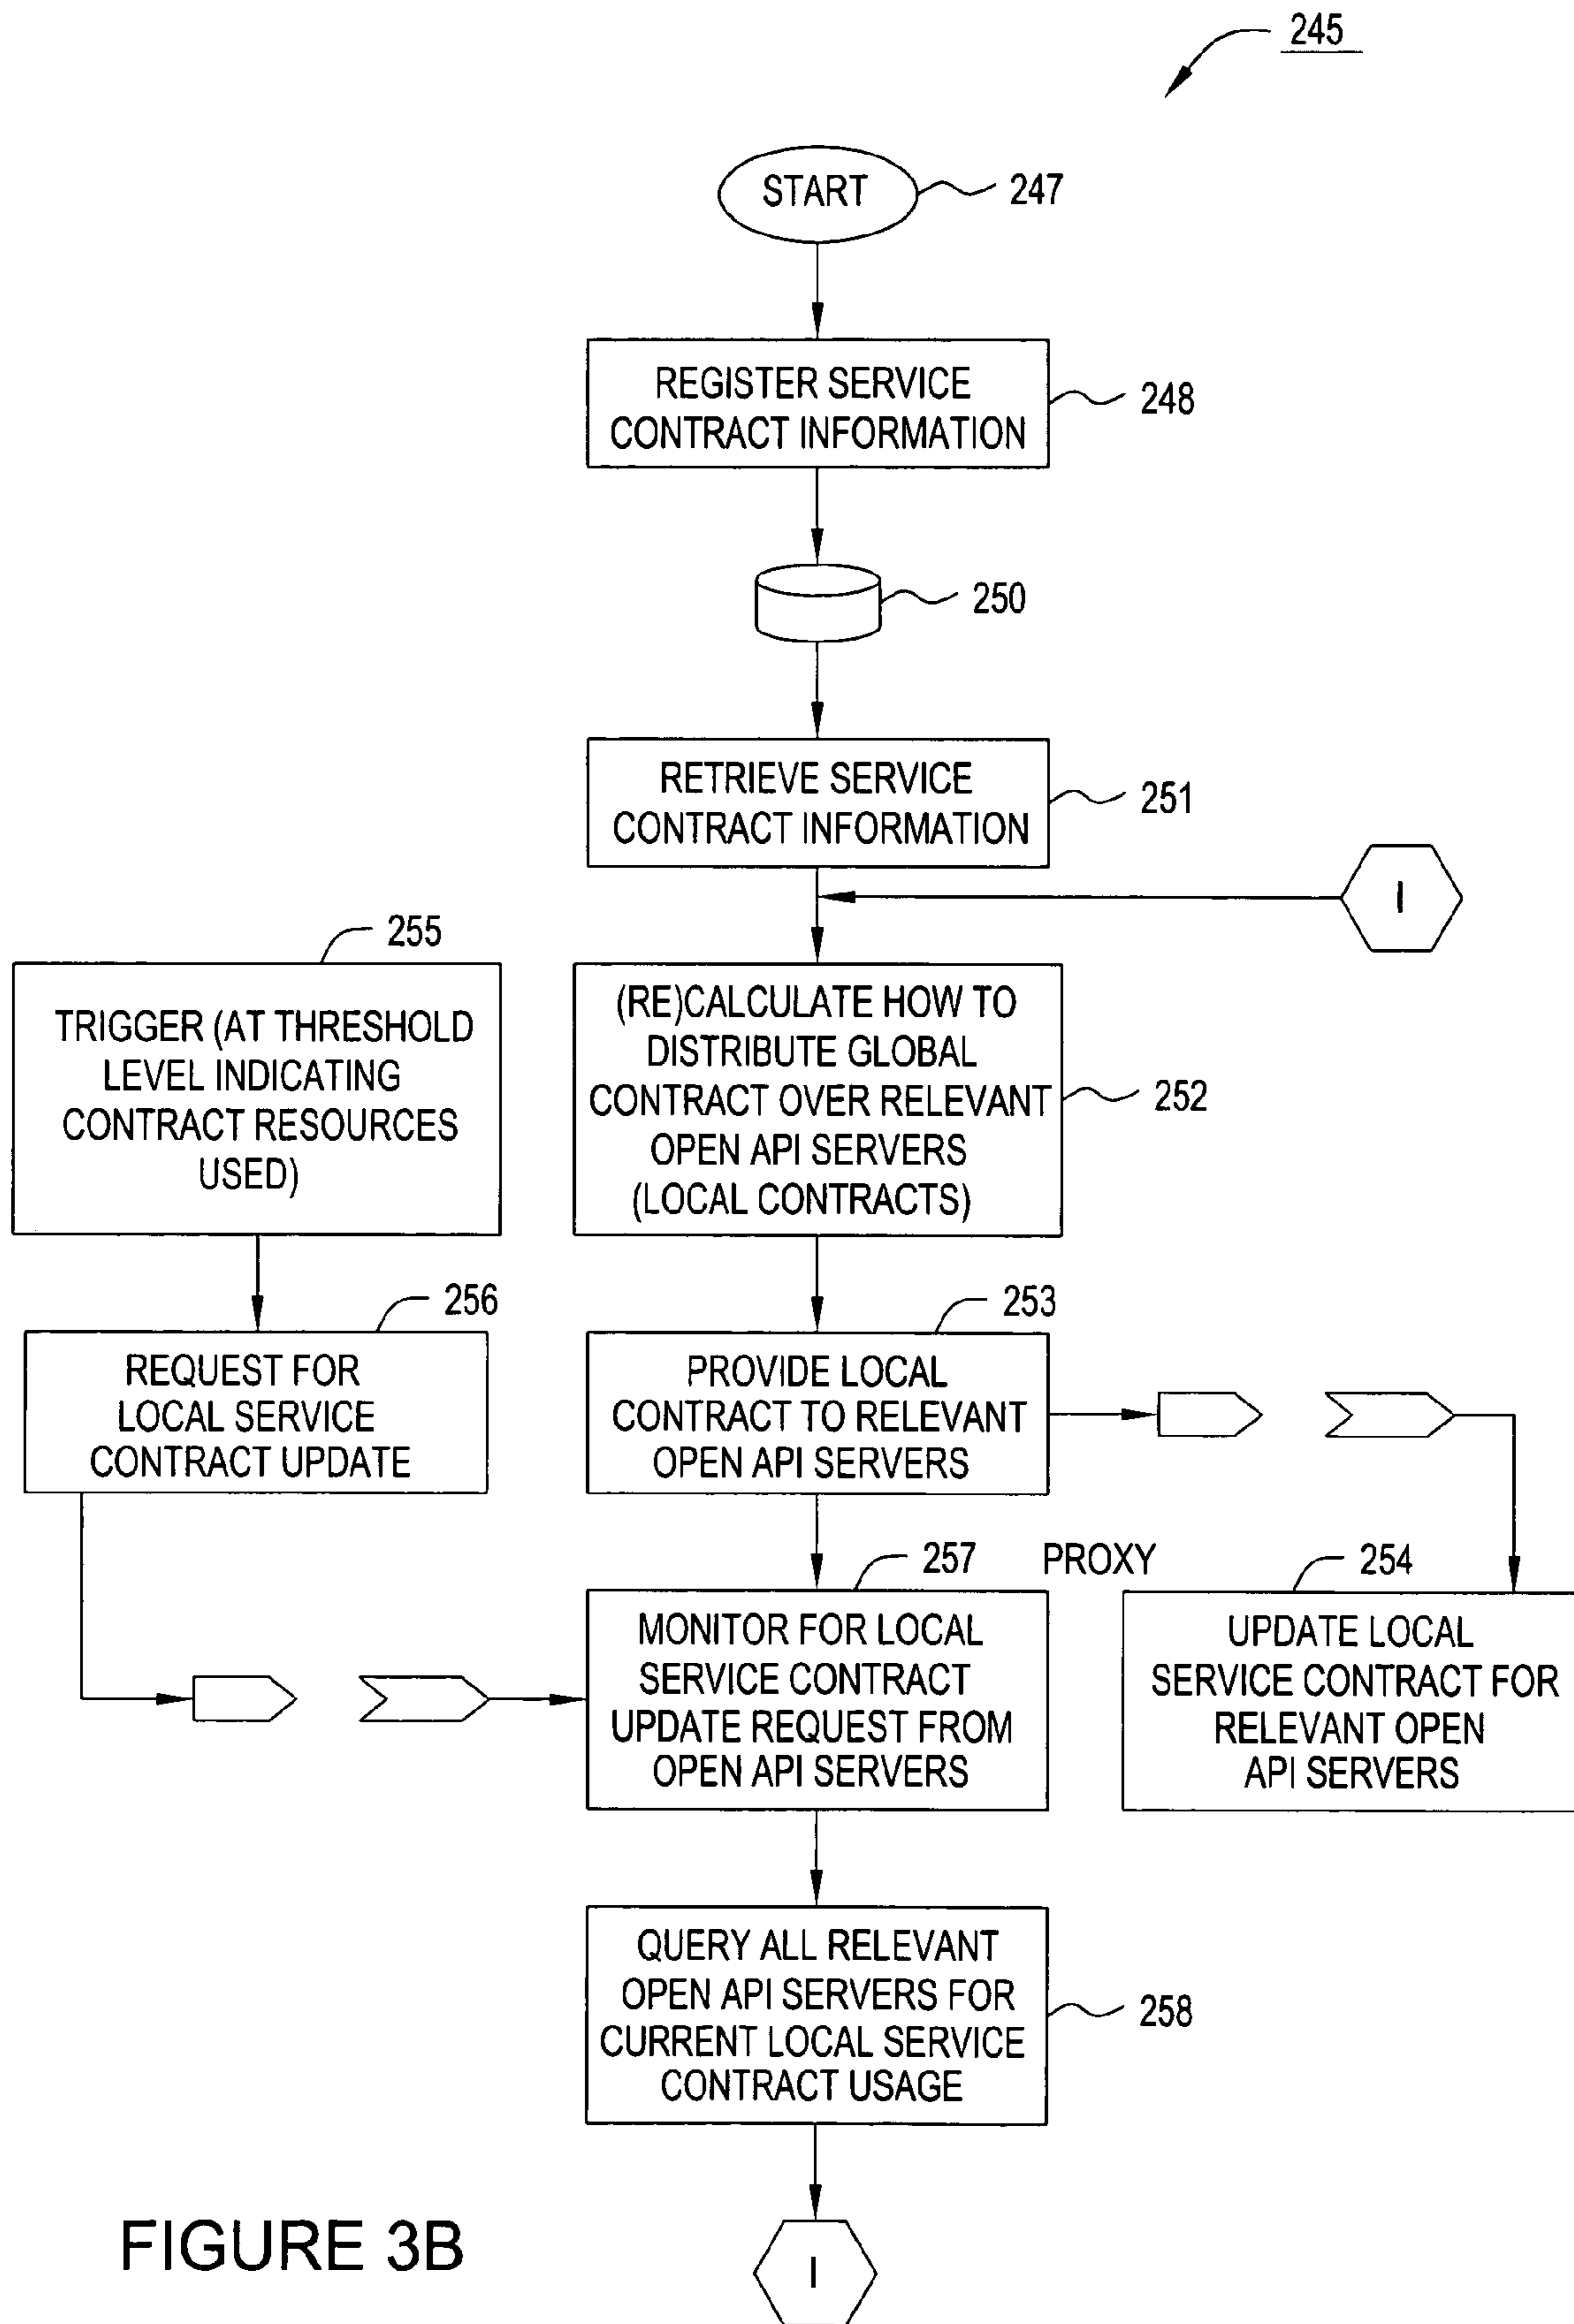 245
START
247
REGISTER SERVICE
CONTRACT INFORMATION
248
250
RETRIEVE SERVICE
CONTRACT INFORMATION
251
I
255
TRIGGER (AT THRESHOLD
LEVEL INDICATING
CONTRACT RESOURCES
USED)
(RE)CALCULATE HOW TO
DISTRIBUTE GLOBAL
CONTRACT OVER RELEVANT
OPEN API SERVERS
(LOCAL CONTRACTS)
252
256
REQUEST FOR
LOCAL SERVICE
CONTRACT UPDATE
253
PROVIDE LOCAL
CONTRACT TO RELEVANT
OPEN API SERVERS
257
PROXY
254
MONITOR FOR LOCAL
SERVICE CONTRACT
UPDATE REQUEST FROM
OPEN API SERVERS
UPDATE LOCAL
SERVICE CONTRACT FOR
RELEVANT OPEN
API SERVERS
QUERY ALL RELEVANT
OPEN API SERVERS FOR
CURRENT LOCAL SERVICE
CONTRACT USAGE
258
FIGURE 3B
I